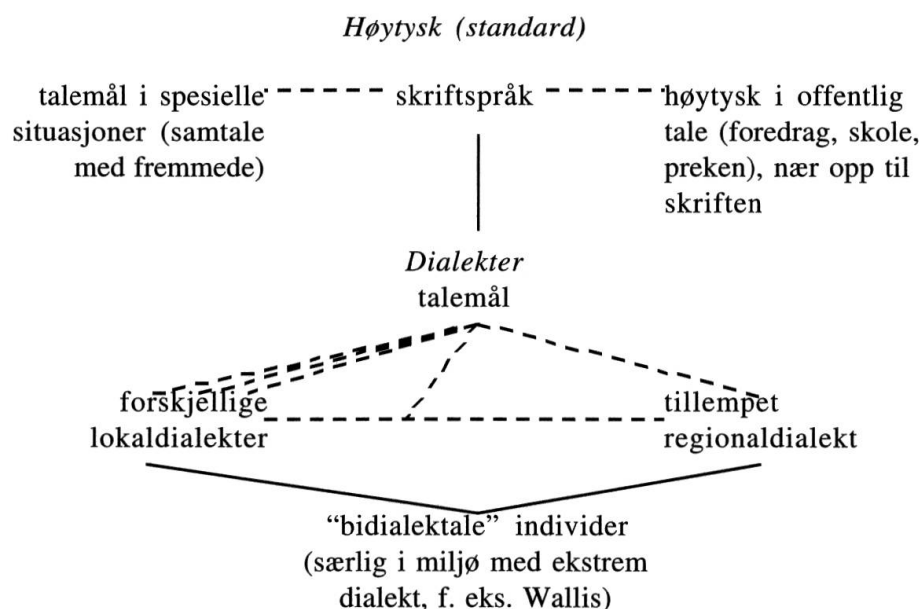 Høytysk (standard)
talemål i spesielle
situasjoner (samtale
med fremmede)
skriftspråk
høytysk i offentlig
tale (foredrag, skole,
preken), nær opp til
skriften
Dialekter
talemål
forskjellige
lokaldialekter
tillempet
regionaldialekt
“bidialektale” individer
(særlig i miljø med ekstrem
dialekt, f. eks. Wallis)